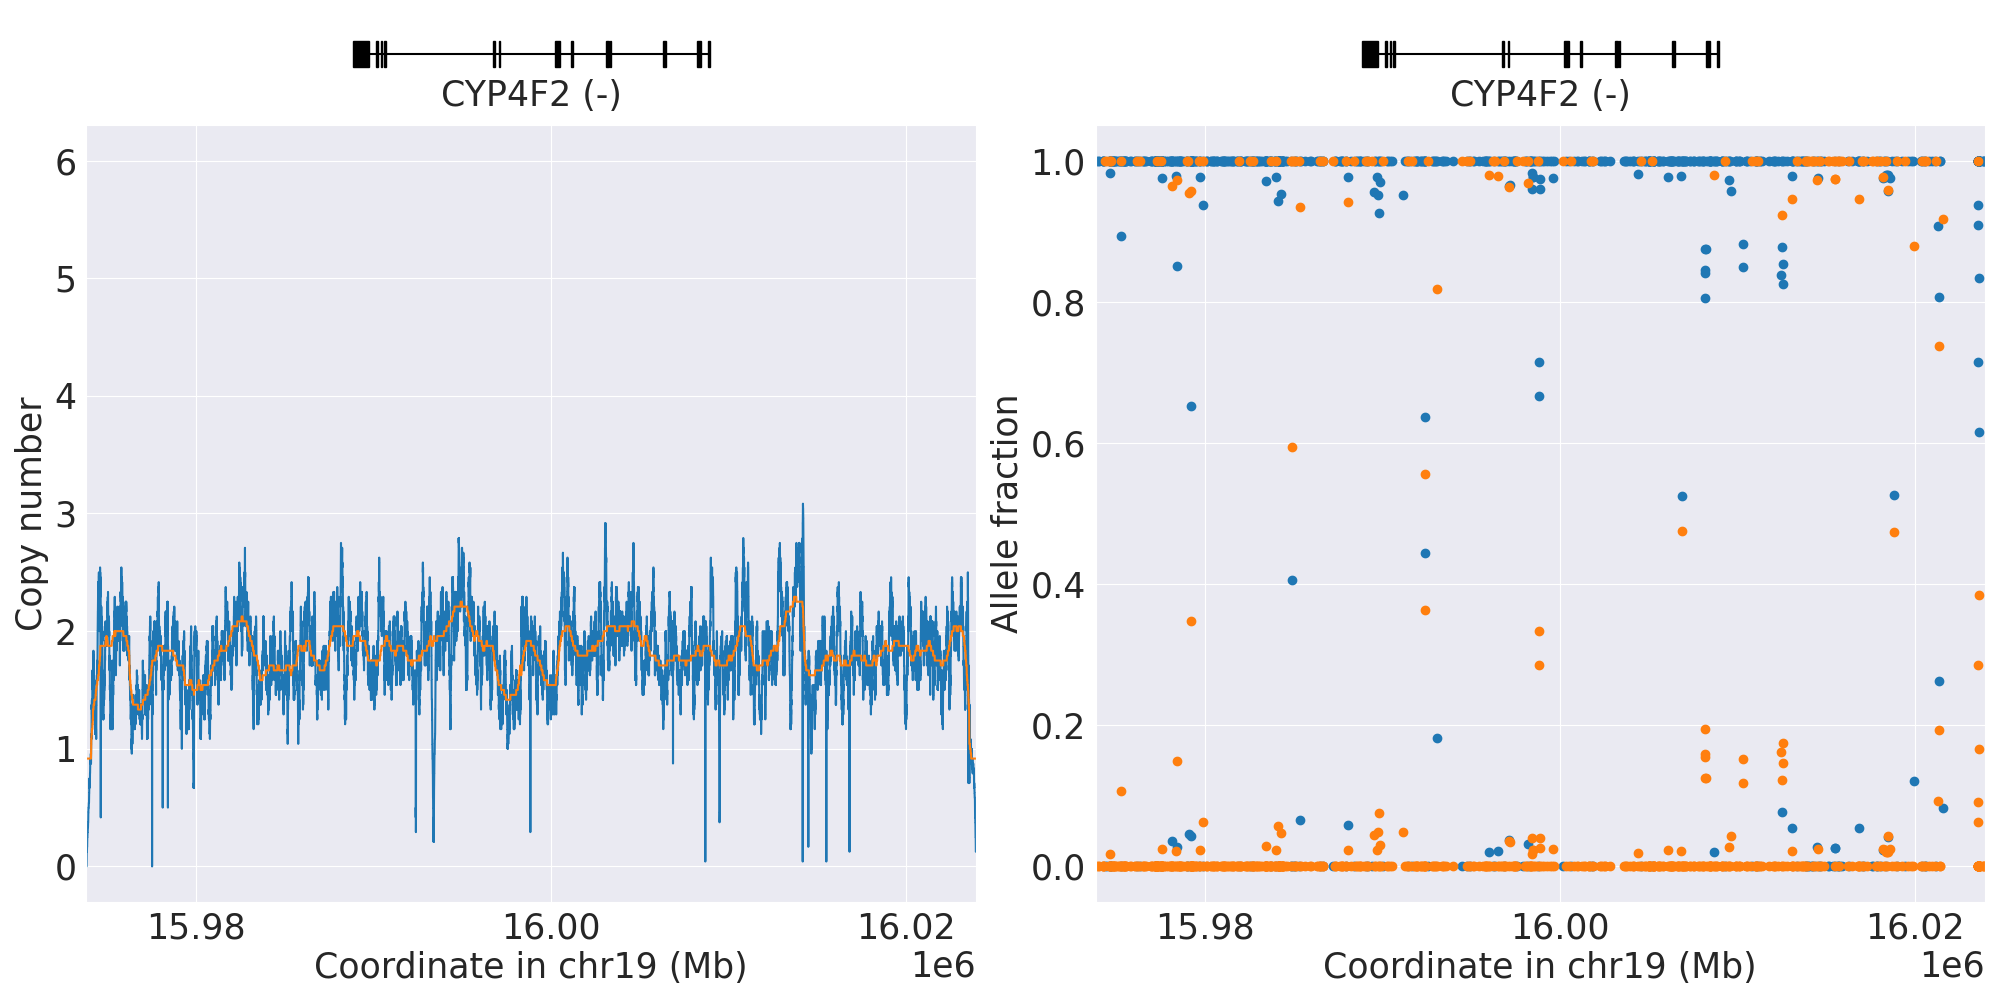 CYP4F2 (-)
6
5
4
3
2
1
0
Copy number
15.98
16.00
16.02
Coordinate in chr19 (Mb)
1e6
CYP4F2 (-)
1.0
0.8
0.6
0.4
0.2
0.0
Allele fraction
15.98
16.00
16.02
Coordinate in chr19 (Mb)
1e6